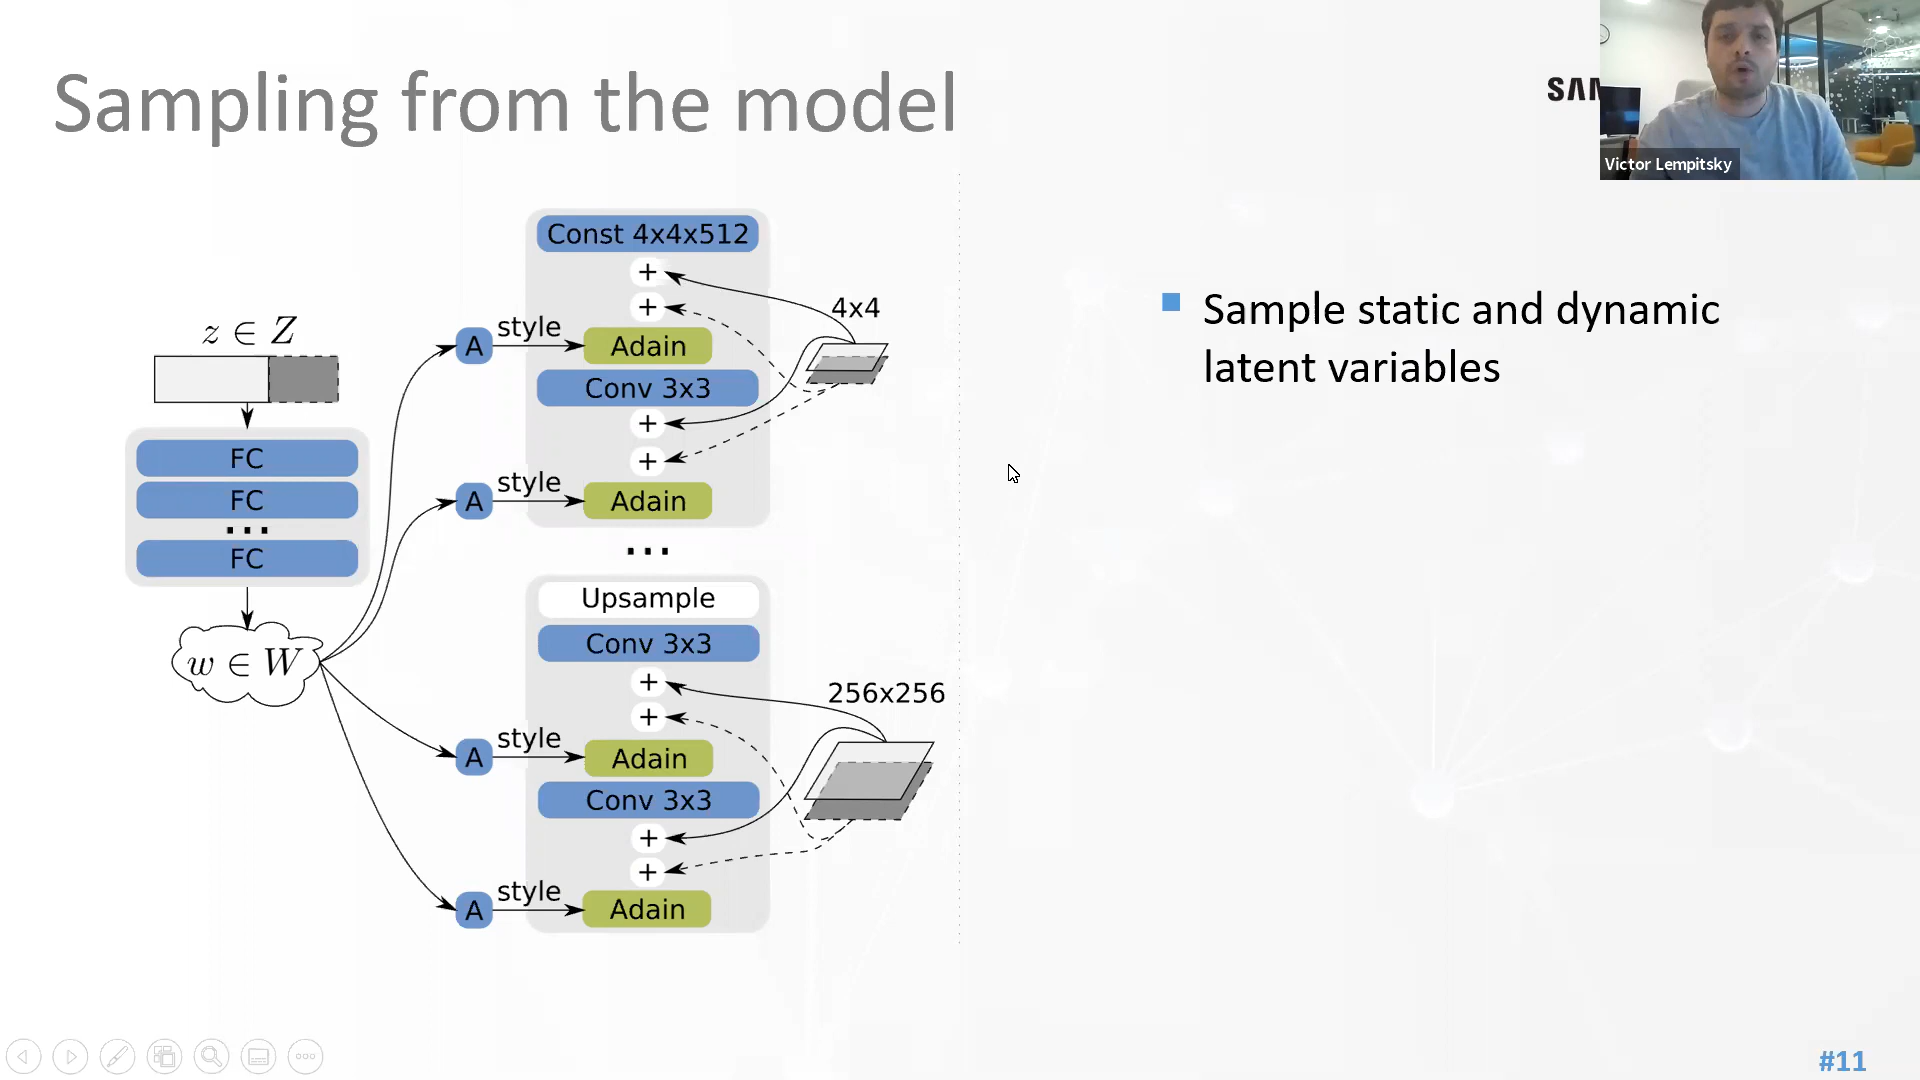 Sampling from the model
SAM
Victor Lempitsky
z ∈ Z
FC
FC
...
FC
w ∈ W
A
style
A
style
A
style
A
style
Const 4x4x512
+
+
Adain
Conv 3x3
+
+
Adain
...
Upsample
Conv 3x3
+
+
Adain
Conv 3x3
+
+
Adain
4x4
256x256
Sample static and dynamic
latent variables
#11